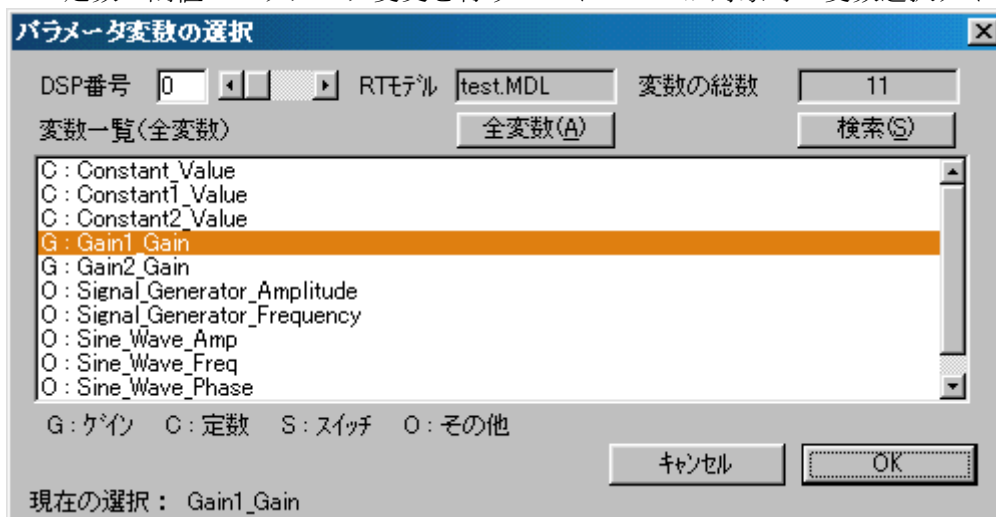 パラメータ変数の選択
DSP番号 0 RTモデル test.MDL 変数の総数 11
変数一覧(全変数) 全変数(A) 検索(S)
C : Constant_Value
C : Constant1_Value
C : Constant2_Value
G : Gain1_Gain
G : Gain2_Gain
O : Signal_Generator_Amplitude
O : Signal_Generator_Frequency
O : Sine_Wave_Amp
O : Sine_Wave_Freq
O : Sine_Wave_Phase
G : ゲイン C : 定数 S : スイッチ O : その他
キャンセル OK
現在の選択: Gain1_Gain